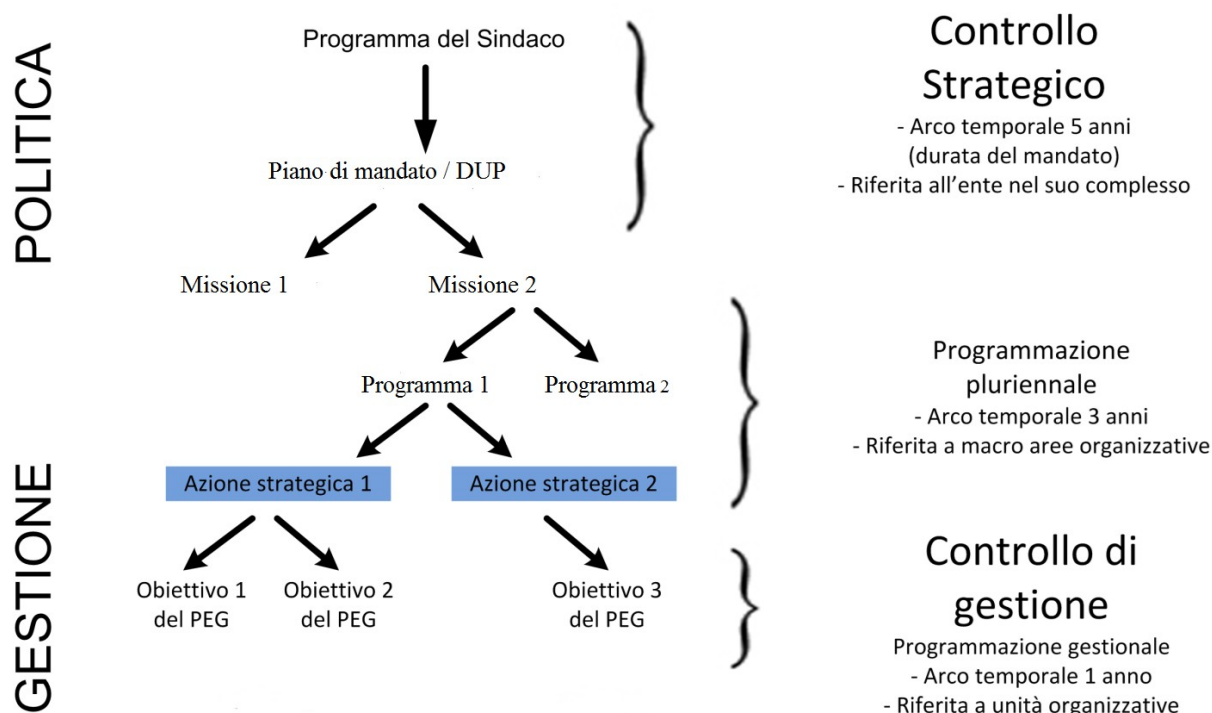 POLITICA
Programma del Sindaco
Piano di mandato / DUP
Missione 1
Missione 2
Programma 1
Programma 2
GESTIONE
Azione strategica 1
Azione strategica 2
Obiettivo 1
del PEG
Obiettivo 2
del PEG
Obiettivo 3
del PEG
Controllo
Strategico
- Arco temporale 5 anni
(durata del mandato)
- Riferita all'ente nel suo complesso
Programmazione
pluriennale
- Arco temporale 3 anni
- Riferita a macro aree organizzative
Controllo di
gestione
Programmazione gestionale
- Arco temporale 1 anno
- Riferita a unità organizzative